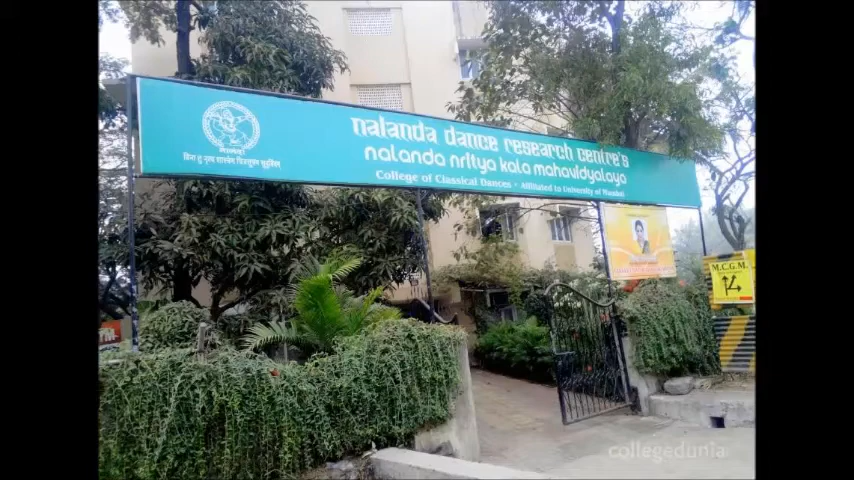 nalanda dance research centre's
nalanda nritya kala mahavidyalaya
College of Classical Dances • Affiliated to University of Mumbai
M.C.G.M.
collegedunia